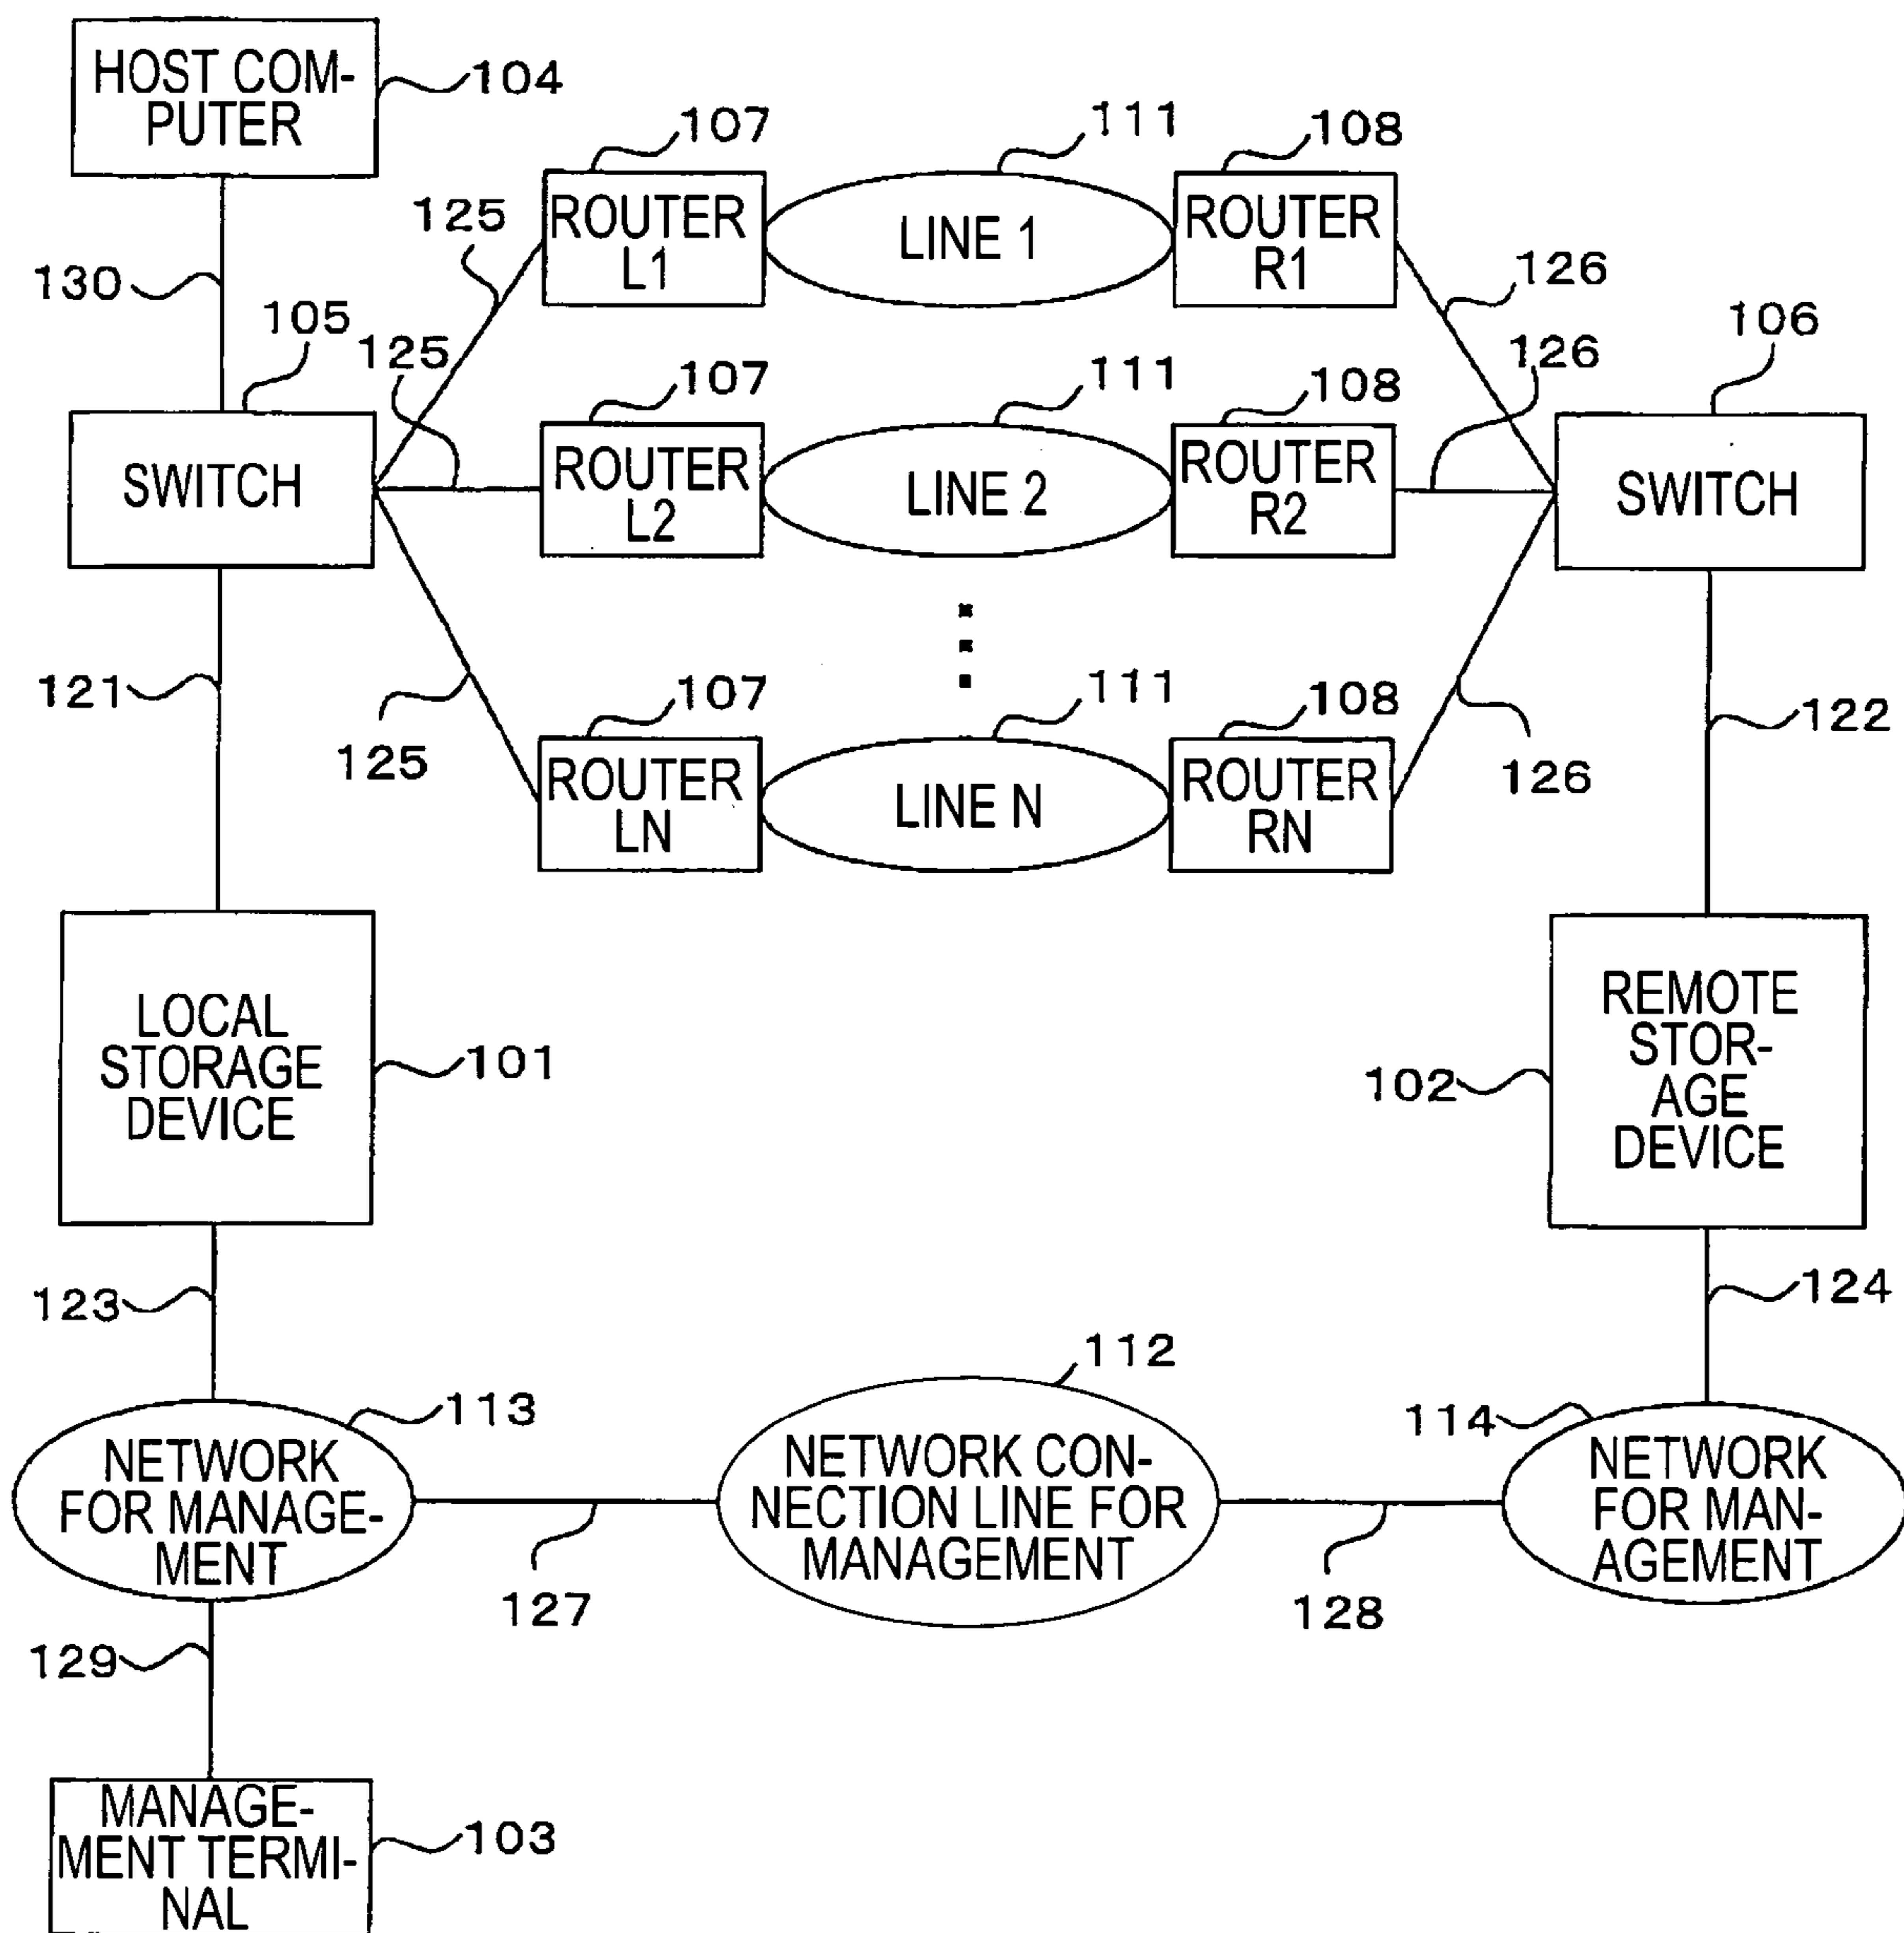 HOST COM-
PUTER
104
107
111
108
125
ROUTER
L1
LINE 1
ROUTER
R1
130
126
105
125
106
126
107
111
108
SWITCH
ROUTER
L2
LINE 2
ROUTER
R2
SWITCH
121
107
111
108
122
125
ROUTER
LN
LINE N
ROUTER
RN
126
LOCAL
STORAGE
DEVICE
101
REMOTE
STOR-
AGE
DEVICE
102
123
124
112
113
114
NETWORK
FOR MANAGE-
MENT
NETWORK CON-
NECTION LINE FOR
MANAGEMENT
NETWORK
FOR MAN-
AGEMENT
127
128
129
MANAGE-
MENT TERMI-
NAL
103